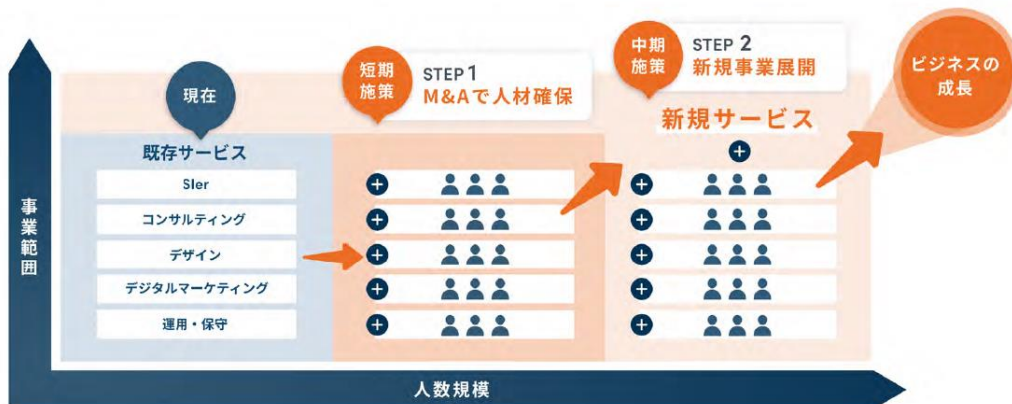 現在
短期
施策
STEP 1
M&Aで人材確保
中期
施策
STEP 2
新規事業展開
ビジネスの
成長
新規サービス
既存サービス
SIer
コンサルティング
デザイン
デジタルマーケティング
運用・保守
事業範囲
人数規模